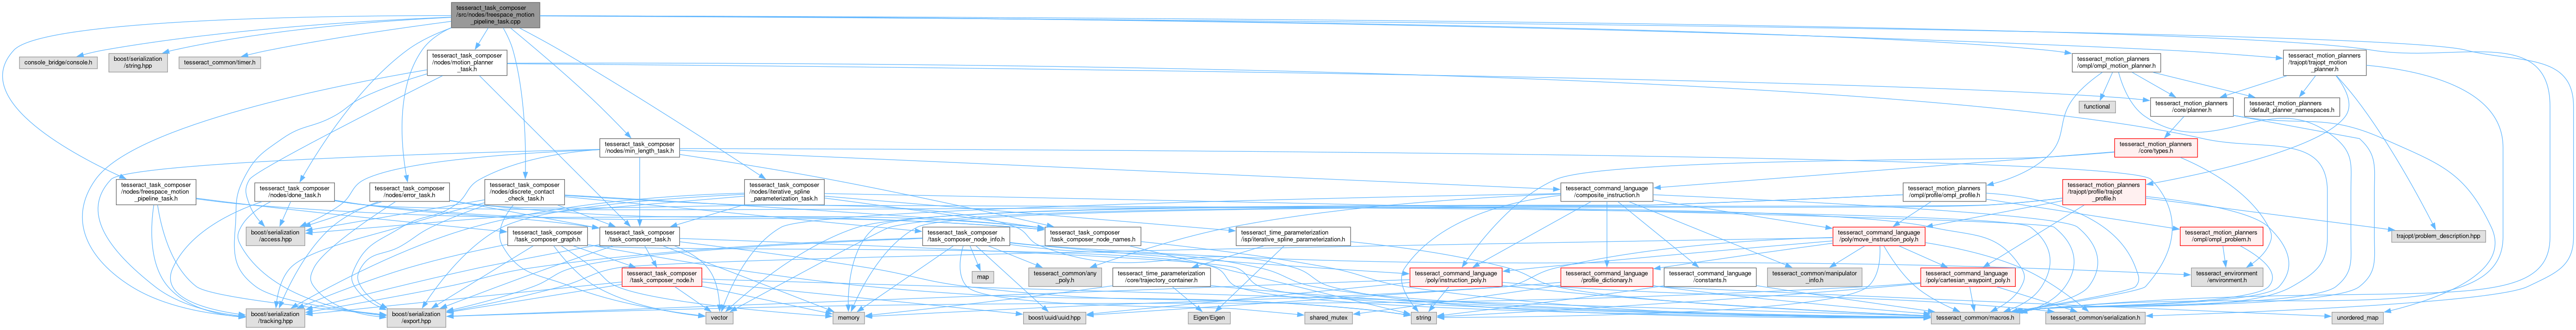 tesseract_task_composer
/src/nodes/freespace_motion
_pipeline_task.cpp
console_bridge/console.h
boost/serialization
/string.hpp
tesseract_common/timer.h
tesseract_task_composer
/nodes/motion_planner
_task.h
tesseract_motion_planners
/ompl/ompl_motion_planner.h
tesseract_motion_planners
/trajopt/trajopt_motion
_planner.h
functional
tesseract_motion_planners
/core/planner.h
tesseract_motion_planners
/default_planner_namespaces.h
tesseract_task_composer
/nodes/min_length_task.h
tesseract_motion_planners
/core/types.h
tesseract_task_composer
/nodes/freespace_motion
_pipeline_task.h
tesseract_task_composer
/nodes/done_task.h
tesseract_task_composer
/nodes/error_task.h
tesseract_task_composer
/nodes/discrete_contact
_check_task.h
tesseract_task_composer
/nodes/iterative_spline
_parameterization_task.h
tesseract_command_language
/composite_instruction.h
tesseract_motion_planners
/ompl/profile/ompl_profile.h
tesseract_motion_planners
/trajopt/profile/trajopt
_profile.h
boost/serialization
/access.hpp
tesseract_task_composer
/task_composer_graph.h
tesseract_task_composer
/task_composer_task.h
tesseract_task_composer
/task_composer_node_info.h
tesseract_task_composer
/task_composer_node_names.h
tesseract_time_parameterization
/isp/iterative_spline_parameterization.h
tesseract_command_language
/poly/move_instruction_poly.h
tesseract_motion_planners
/ompl/ompl_problem.h
trajopt/problem_description.hpp
tesseract_task_composer
/task_composer_node.h
map
tesseract_common/any
_poly.h
tesseract_time_parameterization
/core/trajectory_container.h
tesseract_command_language
/poly/instruction_poly.h
tesseract_command_language
/profile_dictionary.h
tesseract_command_language
/constants.h
tesseract_common/manipulator
_info.h
tesseract_command_language
/poly/cartesian_waypoint_poly.h
tesseract_environment
/environment.h
boost/serialization
/tracking.hpp
boost/serialization
/export.hpp
vector
memory
boost/uuid/uuid.hpp
Eigen/Eigen
shared_mutex
string
tesseract_common/macros.h
tesseract_common/serialization.h
unordered_map